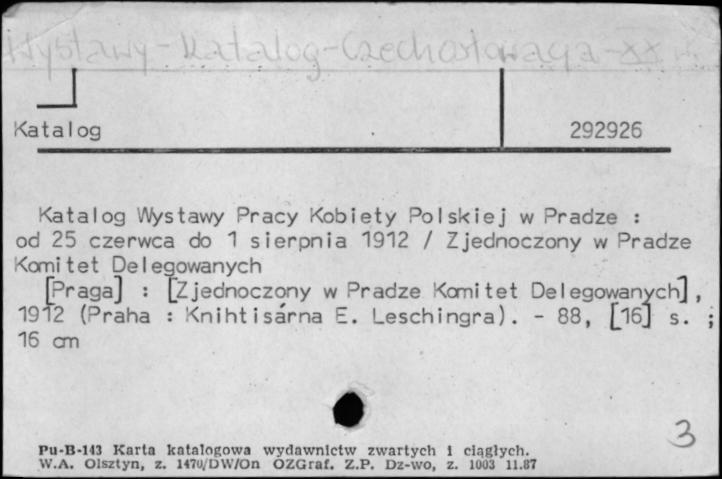 Wystawy - Katalog - Czechosłowacja - XX w.
Katalog 292926
Katalog Wystawy Pracy Kobiety Polskiej w Pradze :
od 25 czerwca do 1 sierpnia 1912 / Zjednoczony w Pradze
Komitet Delegowanych
[Praga] : [Zjednoczony w Pradze Komitet Delegowanych],
1912 (Praha : Knihtisárna E. Leschingra). - 88, [16] s. ;
16 cm
3
Pu-B-143 Karta katalogowa wydawnictw zwartych i ciągłych.
W.A. Olsztyn, z. 1470/DW/On OZGraf. Z.P. Dz-wo, z. 1003 11.87